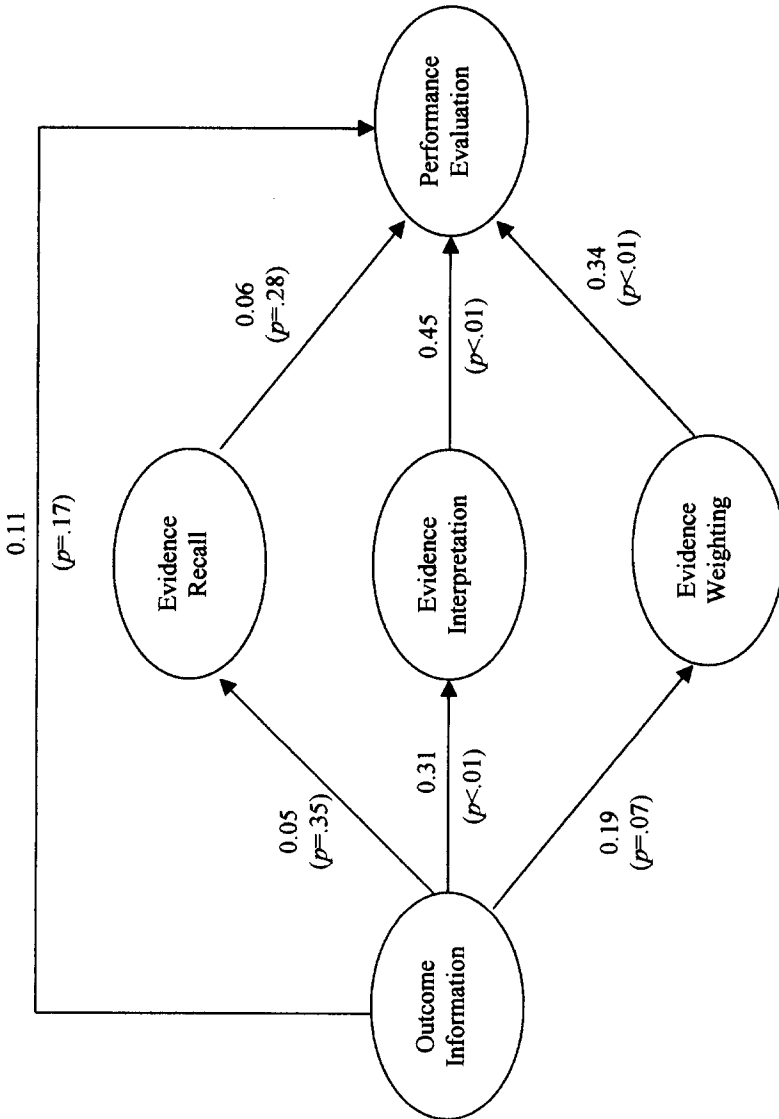 0.11
(p=.17)
Evidence
Recall
0.05
(p=.35)
0.06
(p=.28)
Outcome
Information
0.31
(p<.01)
Evidence
Interpretation
0.45
(p<.01)
Performance
Evaluation
0.19
(p=.07)
Evidence
Weighting
0.34
(p<.01)